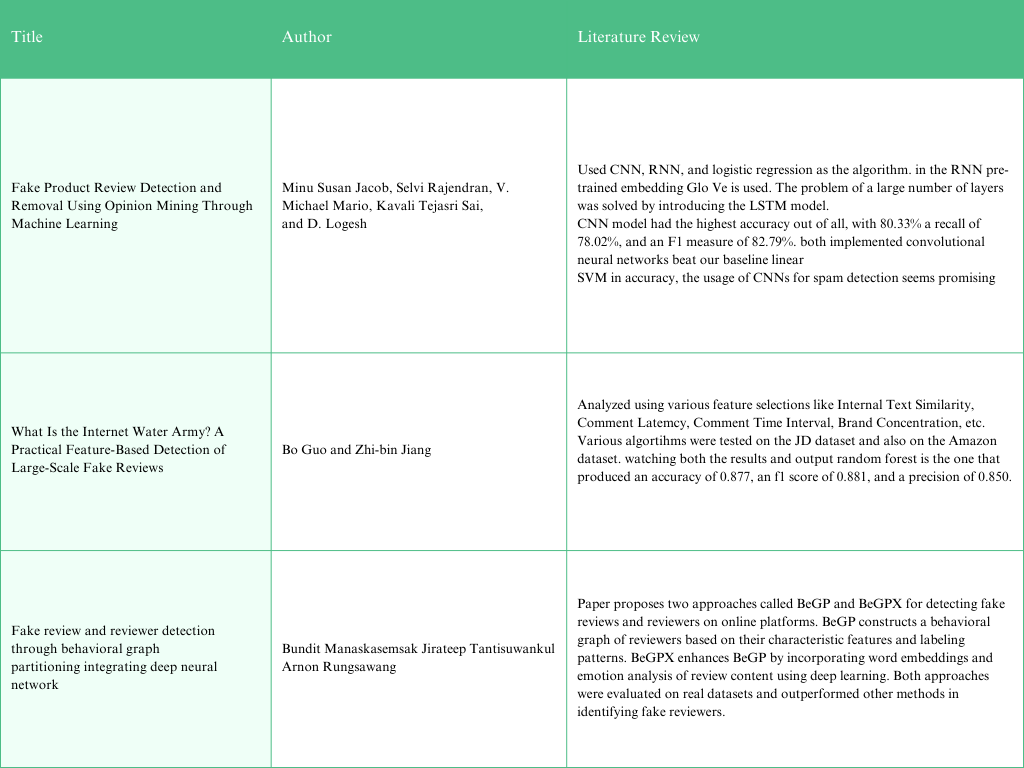 Title
Author
Literature Review
Fake Product Review Detection and
Removal Using Opinion Mining Through
Machine Learning
Minu Susan Jacob, Selvi Rajendran, V.
Michael Mario, Kavali Tejasri Sai,
and D. Logesh
Used CNN, RNN, and logistic regression as the algorithm. in the RNN pre-
trained embedding Glo Ve is used. The problem of a large number of layers
was solved by introducing the LSTM model.
CNN model had the highest accuracy out of all, with 80.33% a recall of
78.02%, and an F1 measure of 82.79%. both implemented convolutional
neural networks beat our baseline linear
SVM in accuracy, the usage of CNNs for spam detection seems promising
What Is the Internet Water Army? A
Practical Feature-Based Detection of
Large-Scale Fake Reviews
Bo Guo and Zhi-bin Jiang
Analyzed using various feature selections like Internal Text Similarity,
Comment Latemcy, Comment Time Interval, Brand Concentration, etc.
Various algortihms were tested on the JD dataset and also on the Amazon
dataset. watching both the results and output random forest is the one that
produced an accuracy of 0.877, an f1 score of 0.881, and a precision of 0.850.
Fake review and reviewer detection
through behavioral graph
partitioning integrating deep neural
network
Bundit Manaskasemsak Jirateep Tantisuwankul
Arnon Rungsawang
Paper proposes two approaches called BeGP and BeGPX for detecting fake
reviews and reviewers on online platforms. BeGP constructs a behavioral
graph of reviewers based on their characteristic features and labeling
patterns. BeGPX enhances BeGP by incorporating word embeddings and
emotion analysis of review content using deep learning. Both approaches
were evaluated on real datasets and outperformed other methods in
identifying fake reviewers.